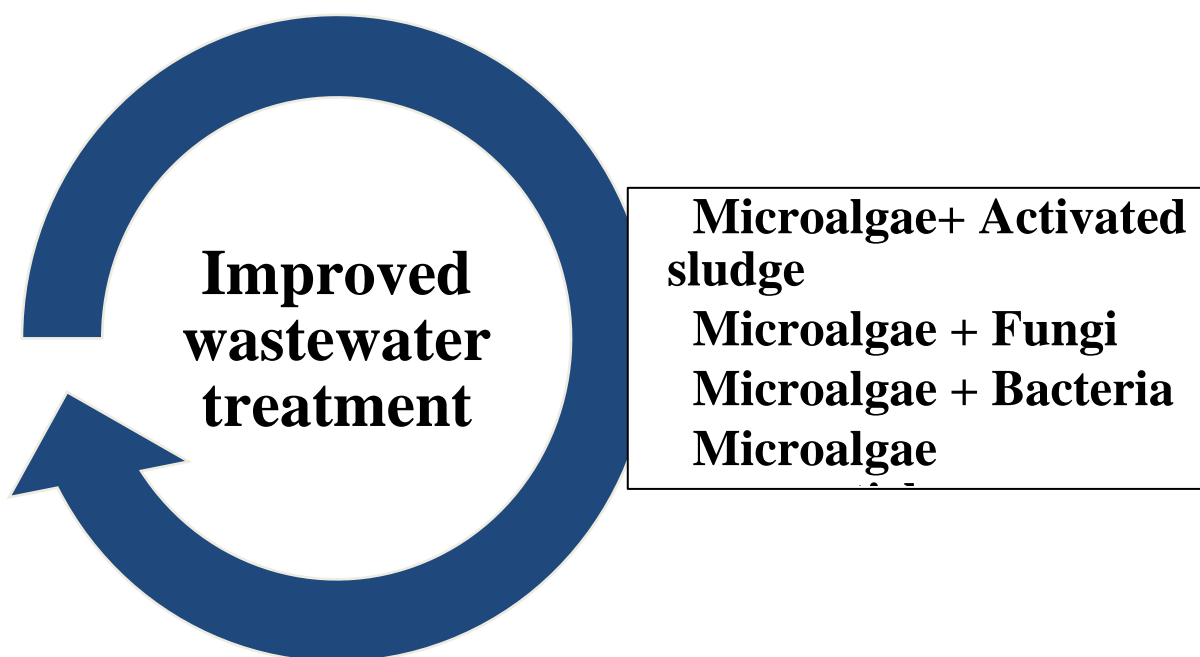 Improved
wastewater
treatment
Microalgae+ Activated
sludge
Microalgae + Fungi
Microalgae + Bacteria
Microalgae